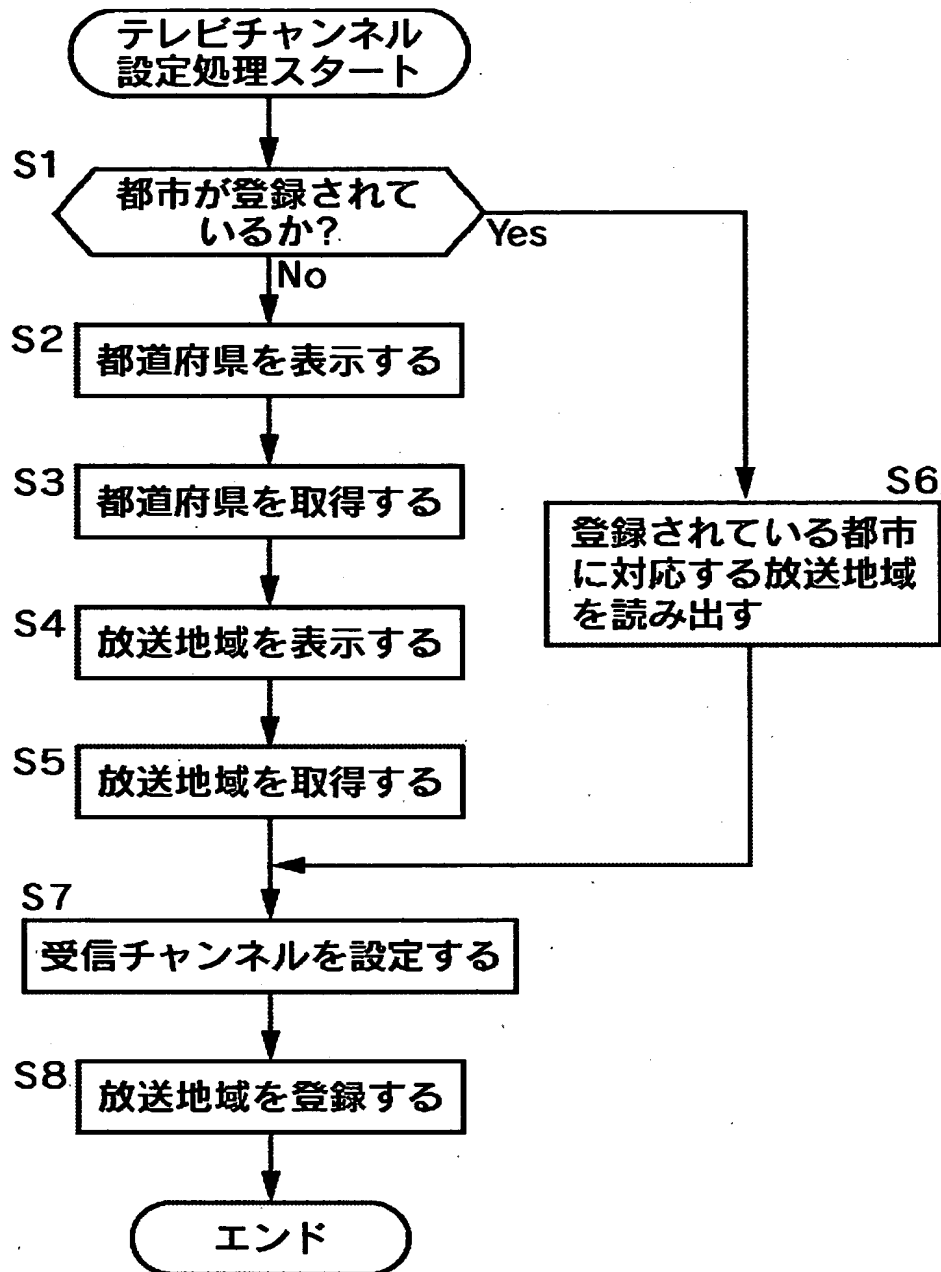 テレビチャンネル
設定処理スタート
S1
都市が登録されて
いるか?
Yes
No
S2
都道府県を表示する
S3
都道府県を取得する
S6
登録されている都市
に対応する放送地域
を読み出す
S4
放送地域を表示する
S5
放送地域を取得する
S7
受信チャンネルを設定する
S8
放送地域を登録する
エンド